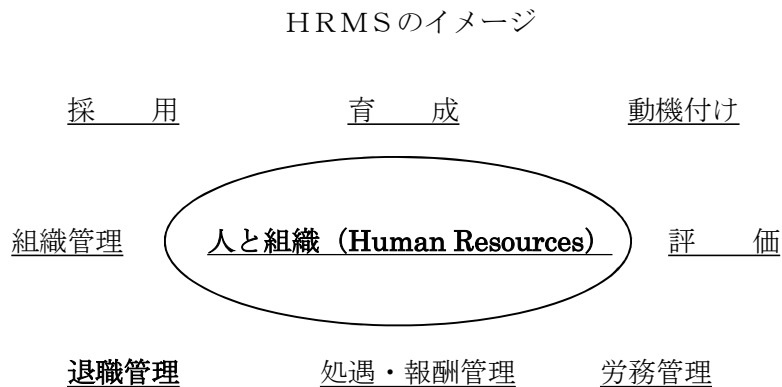 ＨＲＭＳのイメージ
採　　用　育　　成　動機付け
組織管理　人と組織（Human Resources）　評　　価
退職管理　処遇・報酬管理　労務管理